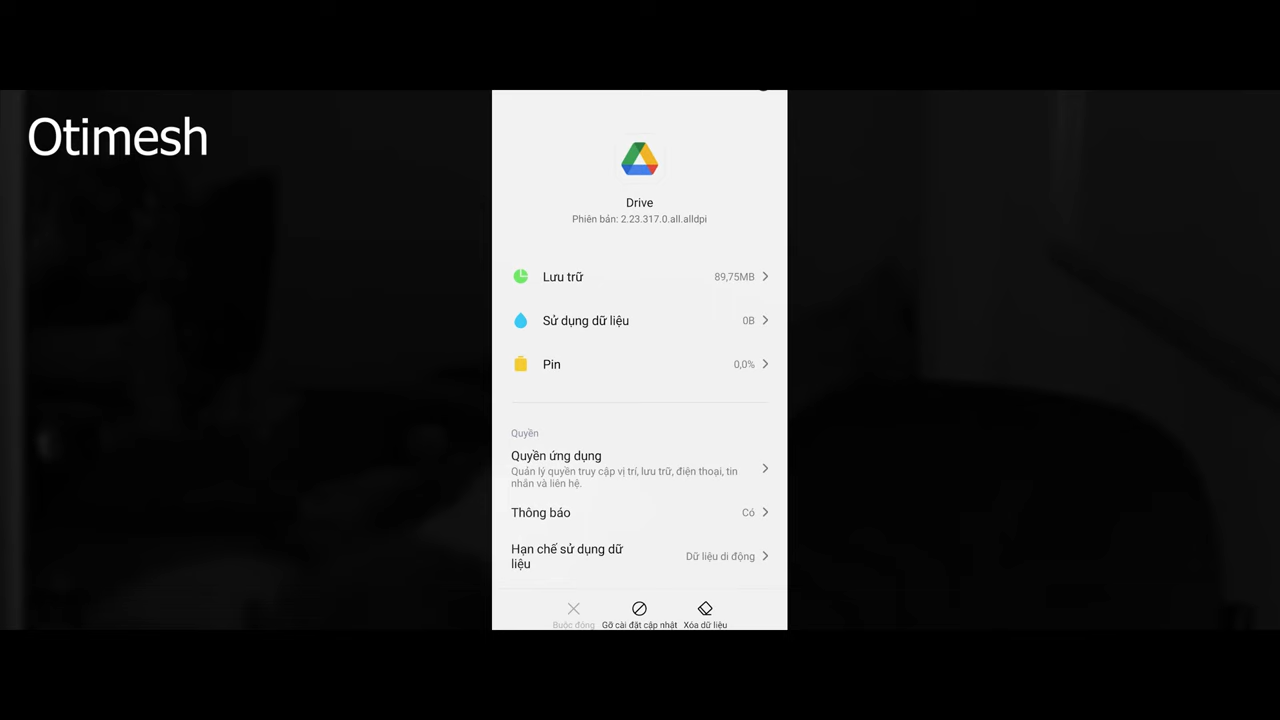 Otimesh
Drive
Phiên bản: 2.23.317.0.all.alldpi
Lưu trữ 89,75MB
Sử dụng dữ liệu 0B
Pin 0,0%
Quyền
Quyền ứng dụng
Quản lý quyền truy cập vị trí, lưu trữ, điện thoại, tin
nhắn và liên hệ.
Thông báo Có
Hạn chế sử dụng dữ
liệu
Dữ liệu di động
Buộc đóng Gỡ cài đặt cập nhật Xóa dữ liệu